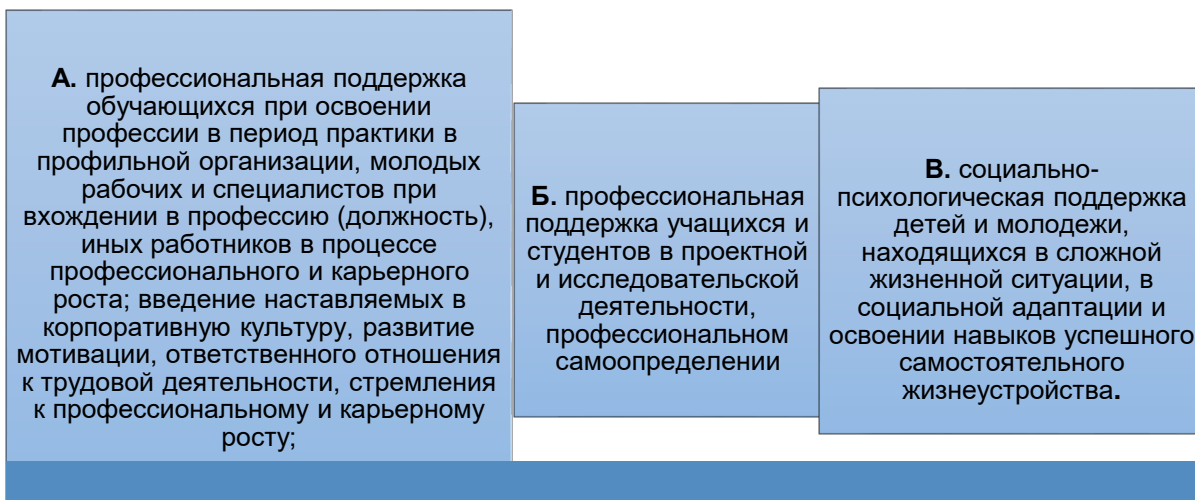 А. профессиональная поддержка
обучающихся при освоении
профессии в период практики в
профильной организации, молодых
рабочих и специалистов при
вхождении в профессию (должность),
иных работников в процессе
профессионального и карьерного
роста; введение наставляемых в
корпоративную культуру, развитие
мотивации, ответственного отношения
к трудовой деятельности, стремления
к профессиональному и карьерному
росту;
Б. профессиональная
поддержка учащихся и
студентов в проектной
и исследовательской
деятельности,
профессиональном
самоопределении
В. социально-
психологическая поддержка
детей и молодежи,
находящихся в сложной
жизненной ситуации, в
социальной адаптации и
освоении навыков успешного
самостоятельного
жизнеустройства.